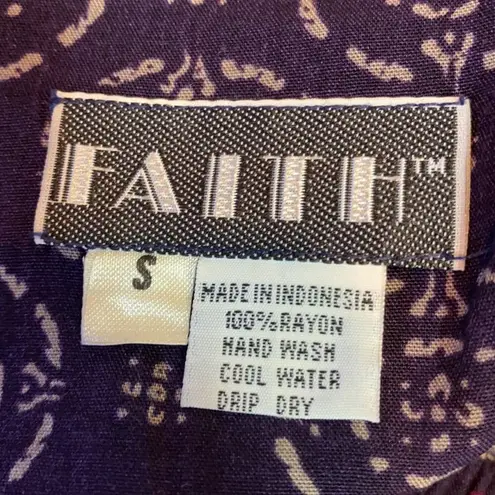 FAITH™
S
MADE IN INDONESIA
100% RAYON
HAND WASH
COOL WATER
DRIP DRY